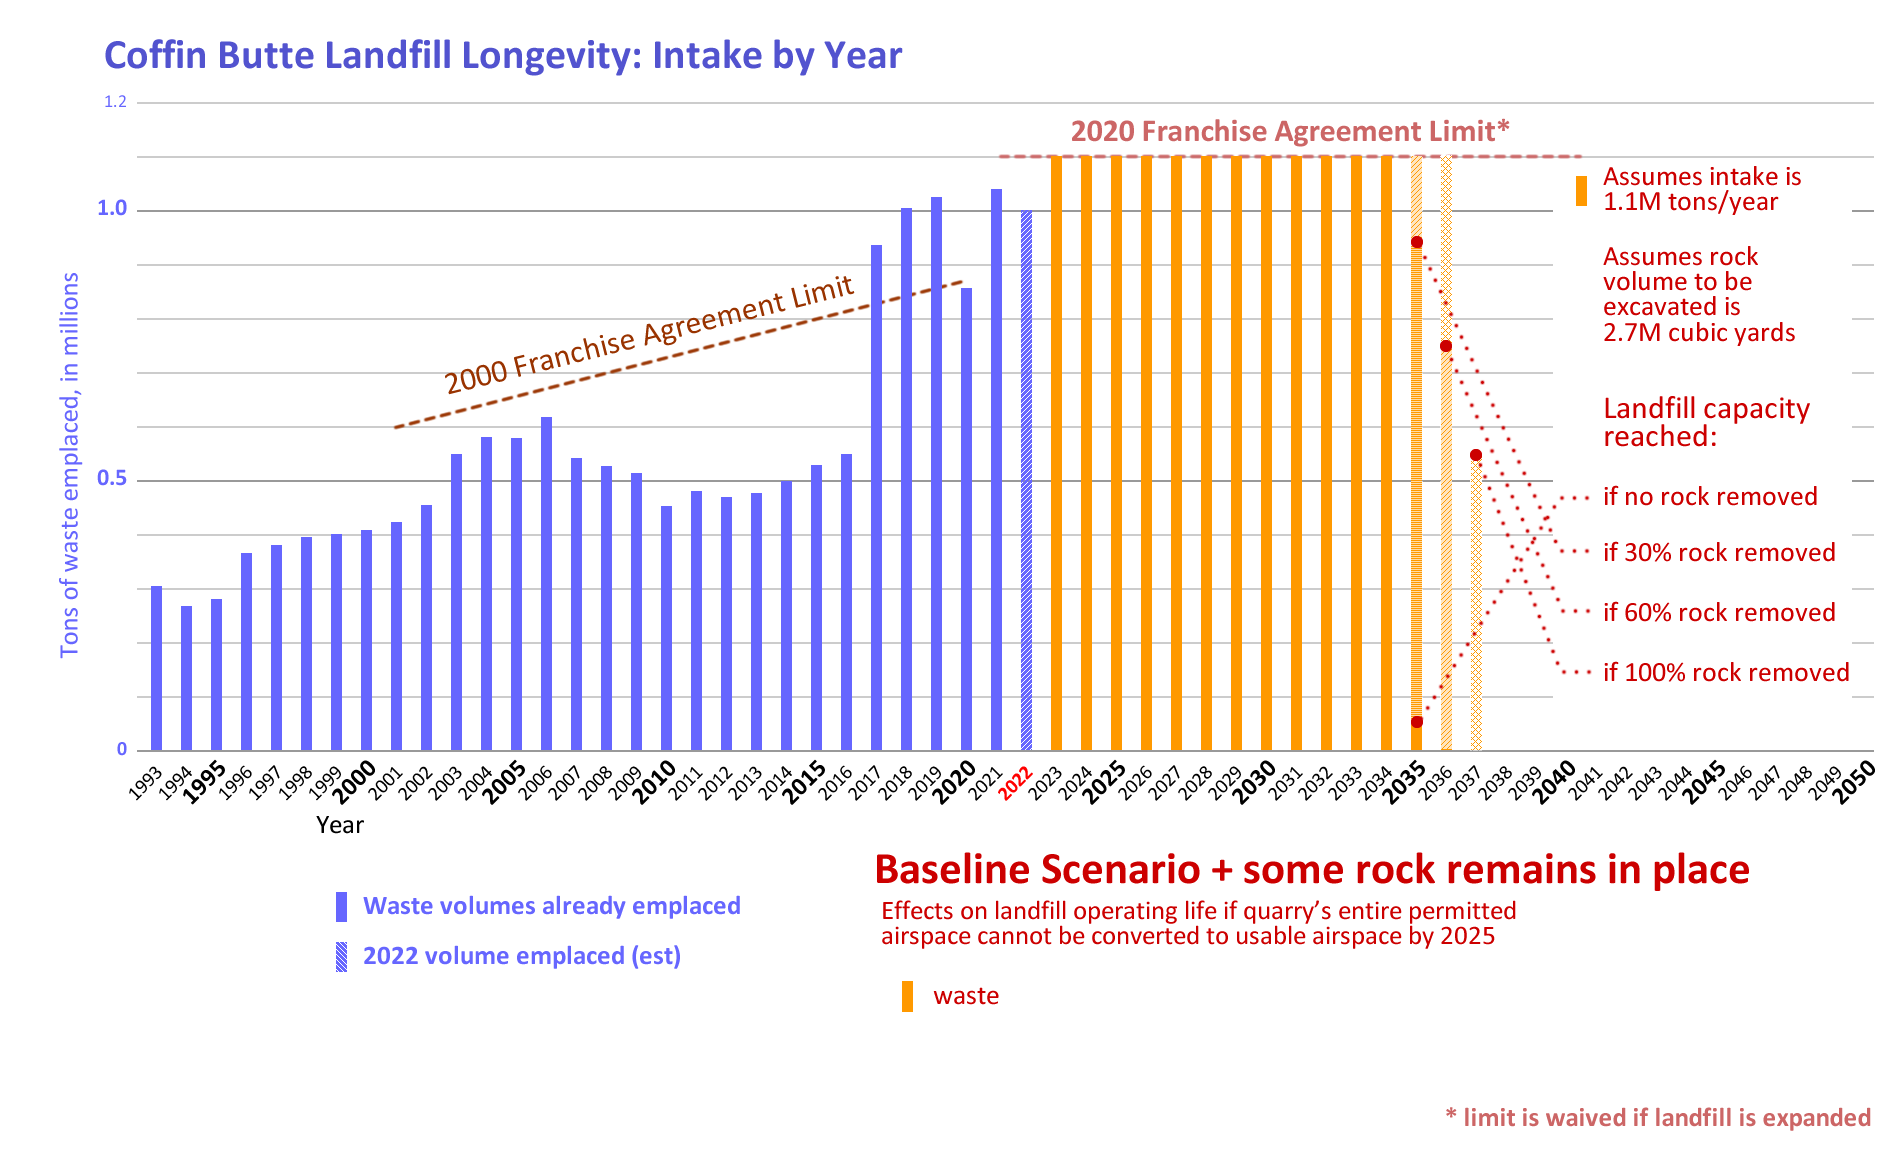 Coffin Butte Landfill Longevity: Intake by Year
1.2
1.0
0.5
0
Tons of waste emplaced, in millions
2000 Franchise Agreement Limit
2020 Franchise Agreement Limit*
Assumes intake is
1.1M tons/year
Assumes rock
volume to be
excavated is
2.7M cubic yards
Landfill capacity
reached:
if no rock removed
if 30% rock removed
if 60% rock removed
if 100% rock removed
1993 1994 1995 1996 1997 1998 1999 2000 2001 2002 2003 2004 2005 2006 2007 2008 2009 2010 2011 2012 2013 2014 2015 2016 2017 2018 2019 2020 2021 2022 2023 2024 2025 2026 2027 2028 2029 2030 2031 2032 2033 2034 2035 2036 2037 2038 2039 2040 2041 2042 2043 2044 2045 2046 2047 2048 2049 2050
Year
Waste volumes already emplaced
2022 volume emplaced (est)
Baseline Scenario + some rock remains in place
Effects on landfill operating life if quarry’s entire permitted
airspace cannot be converted to usable airspace by 2025
waste
* limit is waived if landfill is expanded